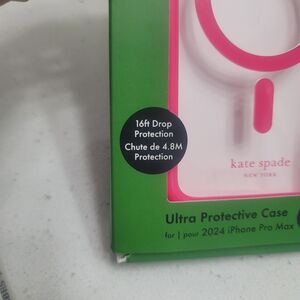 16ft Drop
Protection
Chute de 4.8M
Protection
kate spade
NEW YORK
Ultra Protective Case
for | pour 2024 iPhone Pro Max